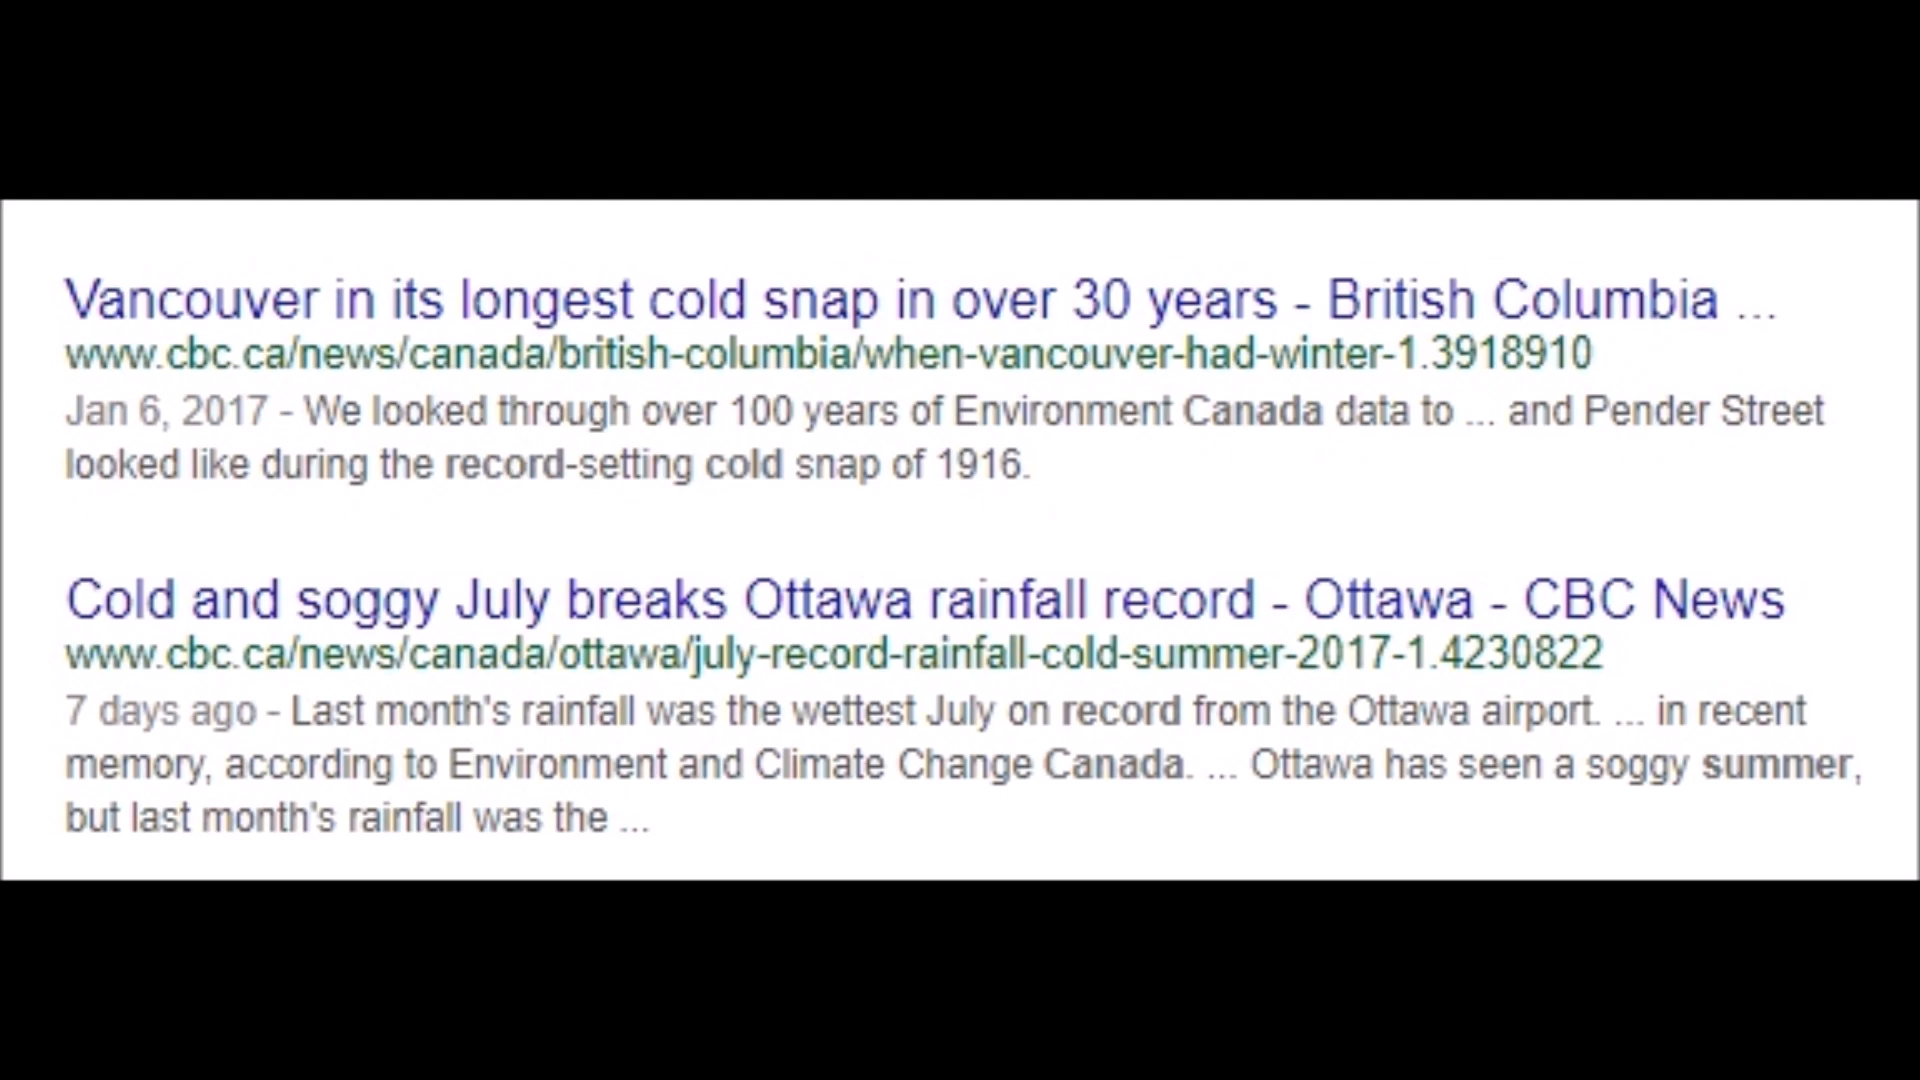 Vancouver in its longest cold snap in over 30 years - British Columbia ...
www.cbc.ca/news/canada/british-columbia/when-vancouver-had-winter-1.3918910
Jan 6, 2017 - We looked through over 100 years of Environment Canada data to ... and Pender Street
looked like during the record-setting cold snap of 1916.
Cold and soggy July breaks Ottawa rainfall record - Ottawa - CBC News
www.cbc.ca/news/canada/ottawa/july-record-rainfall-cold-summer-2017-1.4230822
7 days ago - Last month's rainfall was the wettest July on record from the Ottawa airport. ... in recent
memory, according to Environment and Climate Change Canada. ... Ottawa has seen a soggy summer,
but last month's rainfall was the ...